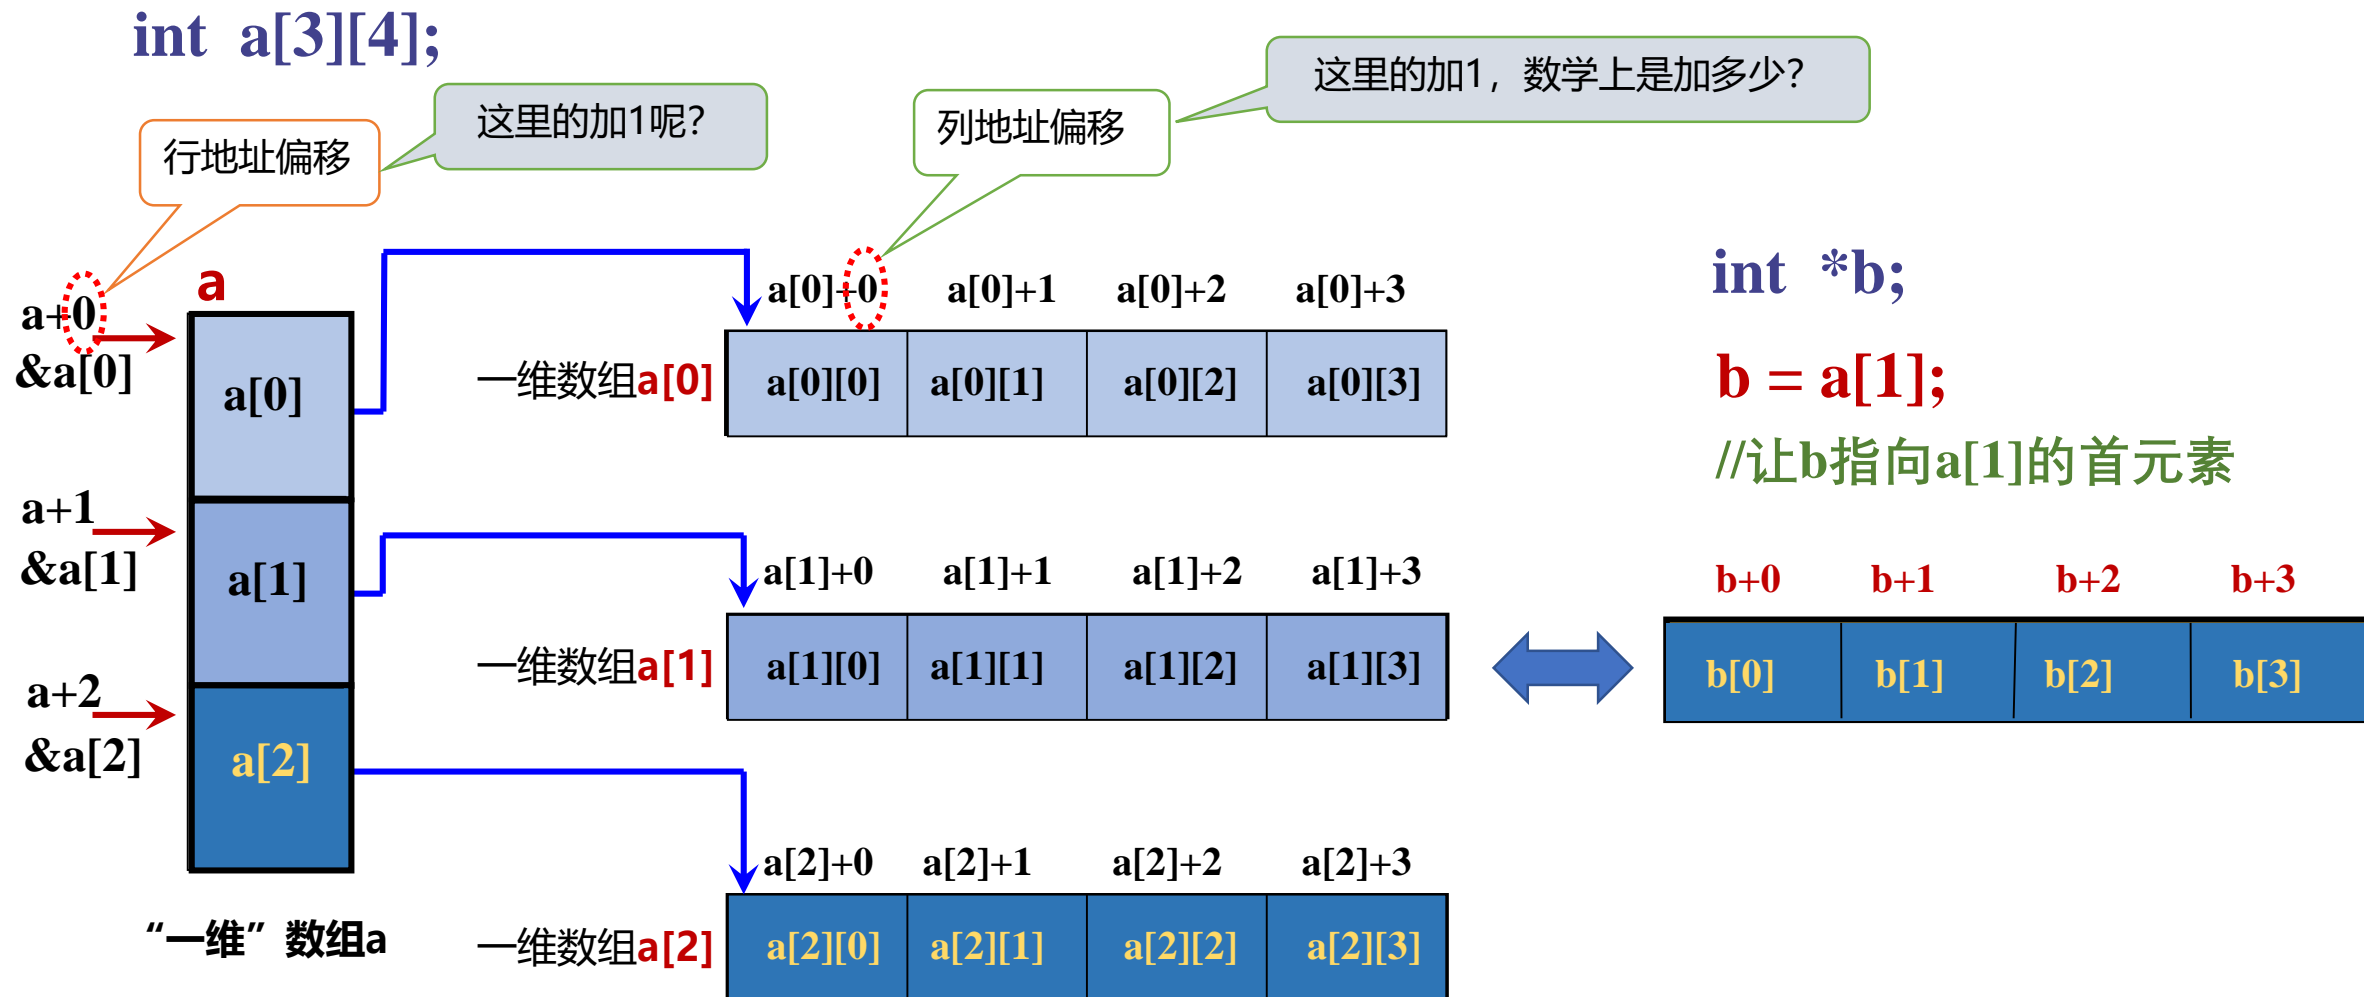 int a[3][4];
这里的加1，数学上是加多少?
这里的加1呢?
列地址偏移
行地址偏移
a
a+0
&a[0]
a[0]
a+1
&a[1]
a[1]
a+2
&a[2]
a[2]
“一维”数组a
a[0]+0 a[0]+1 a[0]+2 a[0]+3
一维数组a[0] a[0][0] a[0][1] a[0][2] a[0][3]
a[1]+0 a[1]+1 a[1]+2 a[1]+3
一维数组a[1] a[1][0] a[1][1] a[1][2] a[1][3]
a[2]+0 a[2]+1 a[2]+2 a[2]+3
一维数组a[2] a[2][0] a[2][1] a[2][2] a[2][3]
int *b;
b = a[1];
//让b指向a[1]的首元素
b+0 b+1 b+2 b+3
b[0] b[1] b[2] b[3]